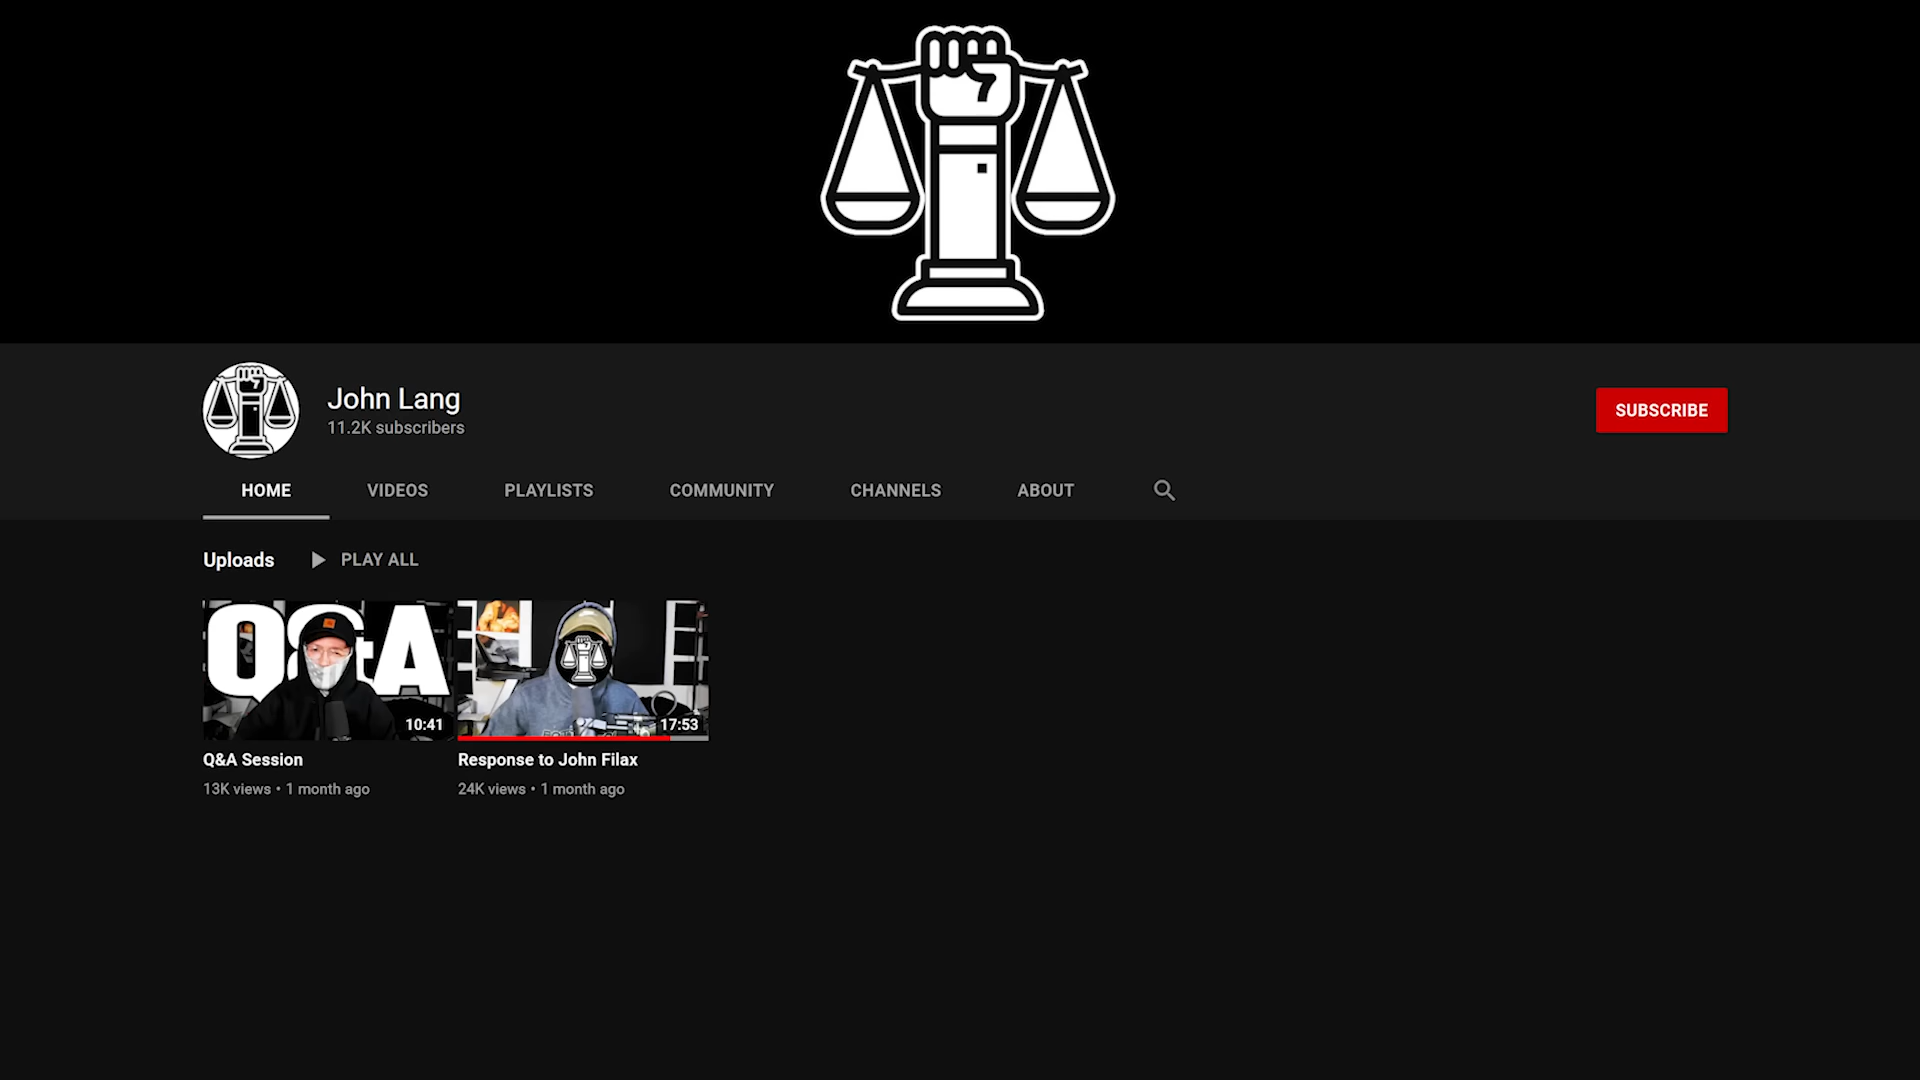 John Lang
11.2K subscribers
SUBSCRIBE
HOME VIDEOS PLAYLISTS COMMUNITY CHANNELS ABOUT
Uploads PLAY ALL
Q&A
10:41
17:53
Q&A Session
13K views • 1 month ago
Response to John Filax
24K views • 1 month ago